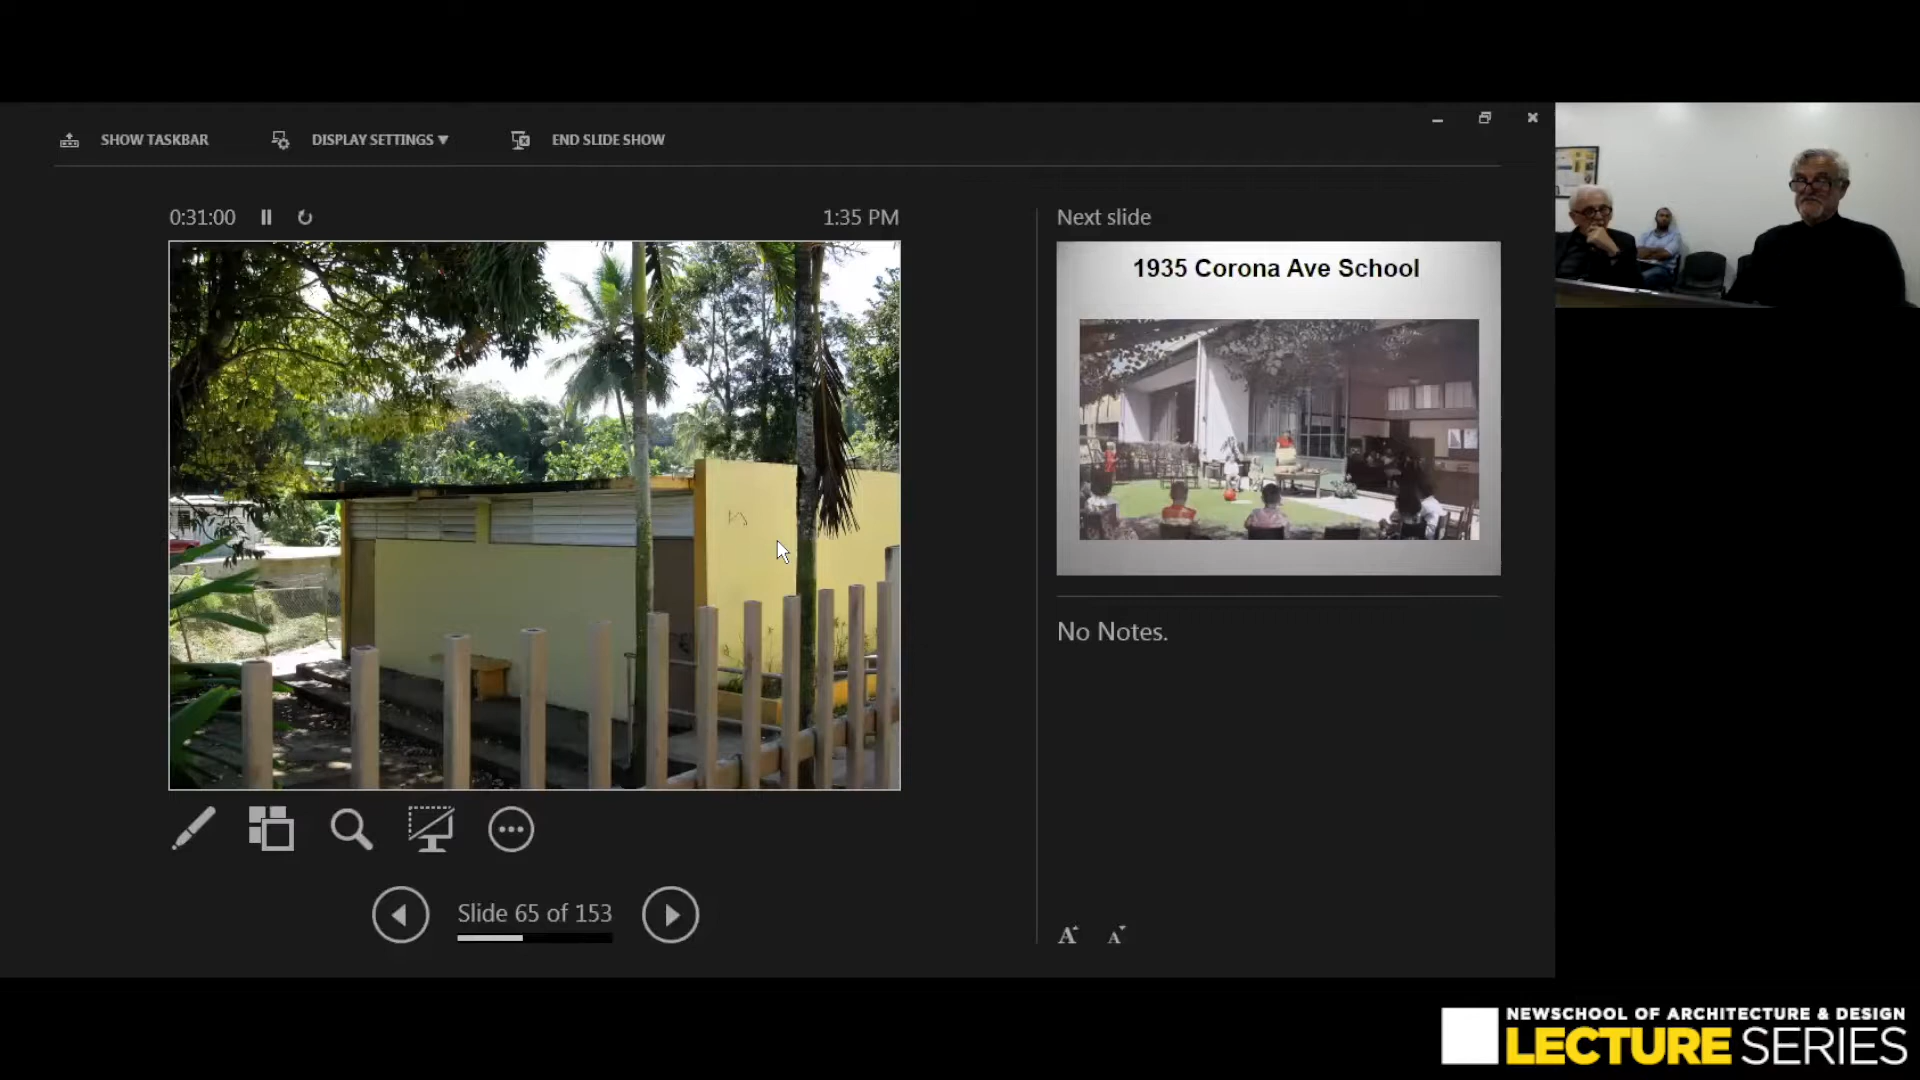 SHOW TASKBAR
DISPLAY SETTINGS
END SLIDE SHOW
0:31:00
1:35 PM
Next slide
1935 Corona Ave School
No Notes.
Slide 65 of 153
A A
NEWSCHOOL OF ARCHITECTURE & DESIGN
LECTURE SERIES